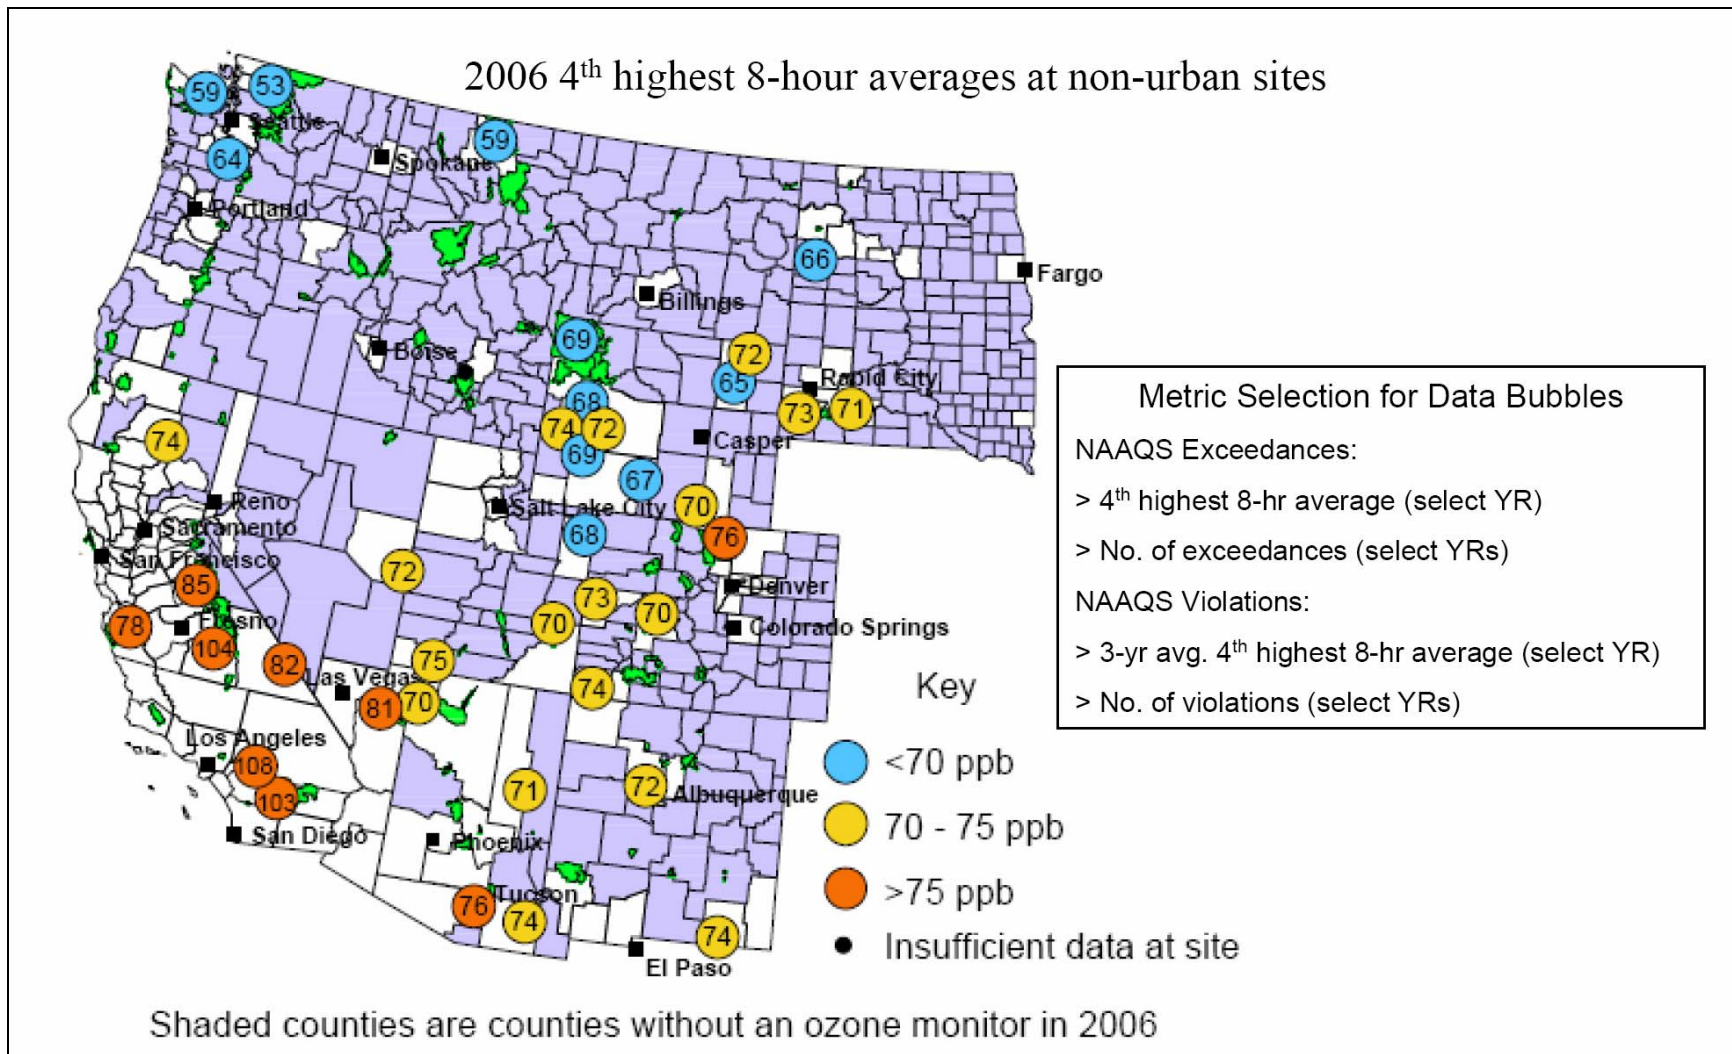 2006 4th highest 8-hour averages at non-urban sites
59
53
Seattle
59
64
Spokane
Portland
66
Fargo
Billings
69
72
Boise
65
Rapid City
68
73
71
74
72
74
Casper
69
67
Reno
Salt Lake City
70
Sacramento
68
76
San Francisco
72
Denver
85
73
70
70
78
Fresno
Colorado Springs
104
82
75
Las Vegas
74
81
70
Los Angeles
108
72
71
103
Albuquerque
San Diego
Phoenix
Tucson
76
74
74
El Paso
Key
<70 ppb
70 - 75 ppb
>75 ppb
Insufficient data at site
Metric Selection for Data Bubbles
NAAQS Exceedances:
> 4th highest 8-hr average (select YR)
> No. of exceedances (select YRs)
NAAQS Violations:
> 3-yr avg. 4th highest 8-hr average (select YR)
> No. of violations (select YRs)
Shaded counties are counties without an ozone monitor in 2006